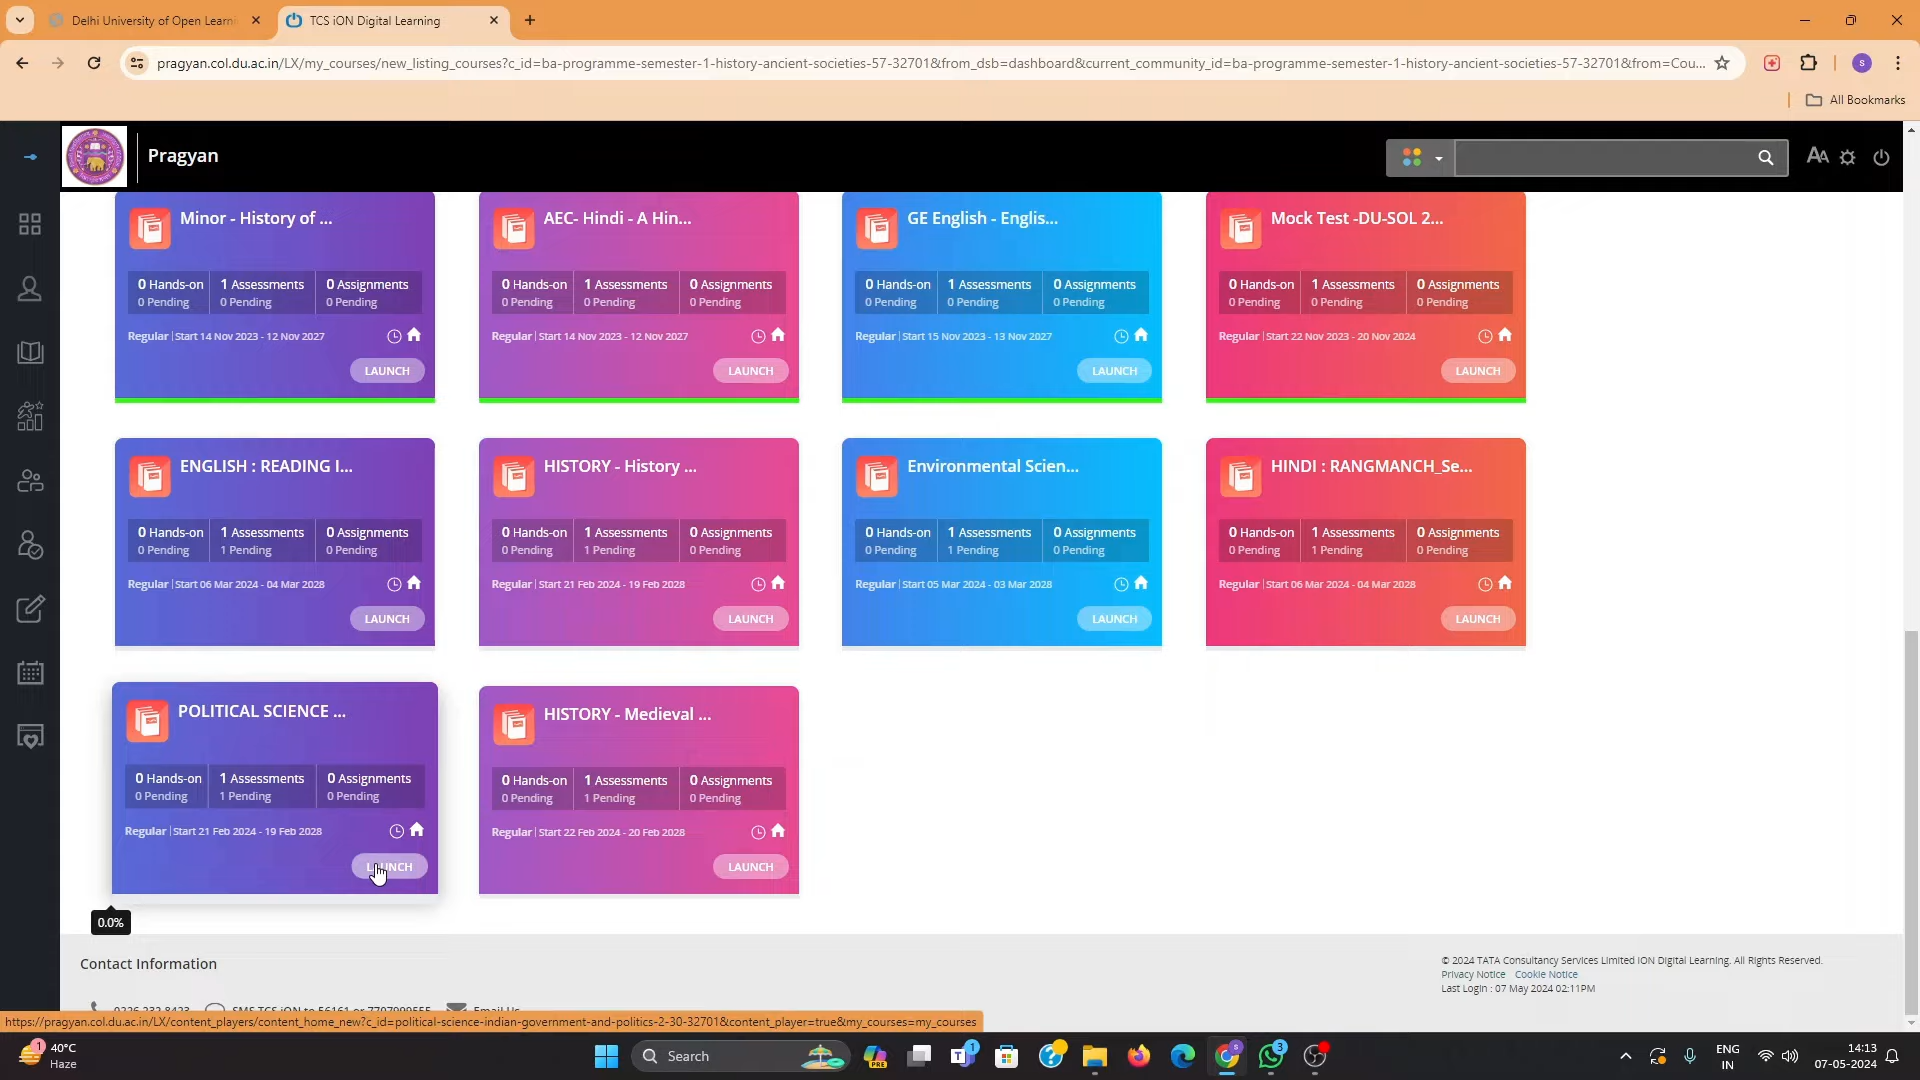 Delhi University of Open Learni
TCS iON Digital Learning
pragyan.col.du.ac.in/LX/my_courses/new_listing_courses?c_id=ba-programme-semester-1-history-ancient-societies-57-32701&from_dsb=dashboard&current_community_id=ba-programme-semester-1-history-ancient-societies-57-32701&from=Cou...
S
All Bookmarks
Pragyan
AA
Minor - History of ...
0 Hands-on 1 Assessments 0 Assignments
0 Pending 0 Pending 0 Pending
Regular | Start 14 Nov 2023 - 12 Nov 2027
LAUNCH
AEC- Hindi - A Hin...
0 Hands-on 1 Assessments 0 Assignments
0 Pending 0 Pending 0 Pending
Regular | Start 14 Nov 2023 - 12 Nov 2027
LAUNCH
GE English - Englis...
0 Hands-on 1 Assessments 0 Assignments
0 Pending 0 Pending 0 Pending
Regular | Start 15 Nov 2023 - 13 Nov 2027
LAUNCH
Mock Test -DU-SOL 2...
0 Hands-on 1 Assessments 0 Assignments
0 Pending 0 Pending 0 Pending
Regular | Start 22 Nov 2023 - 20 Nov 2024
LAUNCH
ENGLISH : READING I...
0 Hands-on 1 Assessments 0 Assignments
0 Pending 1 Pending 0 Pending
Regular | Start 06 Mar 2024 - 04 Mar 2028
LAUNCH
HISTORY - History ...
0 Hands-on 1 Assessments 0 Assignments
0 Pending 1 Pending 0 Pending
Regular | Start 21 Feb 2024 - 19 Feb 2028
LAUNCH
Environmental Scien...
0 Hands-on 1 Assessments 0 Assignments
0 Pending 1 Pending 0 Pending
Regular | Start 05 Mar 2024 - 03 Mar 2028
LAUNCH
HINDI : RANGMANCH_Se...
0 Hands-on 1 Assessments 0 Assignments
0 Pending 1 Pending 0 Pending
Regular | Start 06 Mar 2024 - 04 Mar 2028
LAUNCH
POLITICAL SCIENCE ...
0 Hands-on 1 Assessments 0 Assignments
0 Pending 1 Pending 0 Pending
Regular | Start 21 Feb 2024 - 19 Feb 2028
LAUNCH
HISTORY - Medieval ...
0 Hands-on 1 Assessments 0 Assignments
0 Pending 1 Pending 0 Pending
Regular | Start 22 Feb 2024 - 20 Feb 2028
LAUNCH
0.0%
Contact Information
SMS TCS iON to 56161 or 7707999555 Email Us
© 2024 TATA Consultancy Services Limited iON Digital Learning. All Rights Reserved.
Privacy Notice Cookie Notice
Last Login : 07 May 2024 02:11PM
https://pragyan.col.du.ac.in/LX/content_players/content_home_new?c_id=political-science-indian-government-and-politics-2-30-32701&content_player=true&my_courses=my_courses
1
40°C
Haze
Search
PRE
1
3
ENG
IN
14:13
07-05-2024